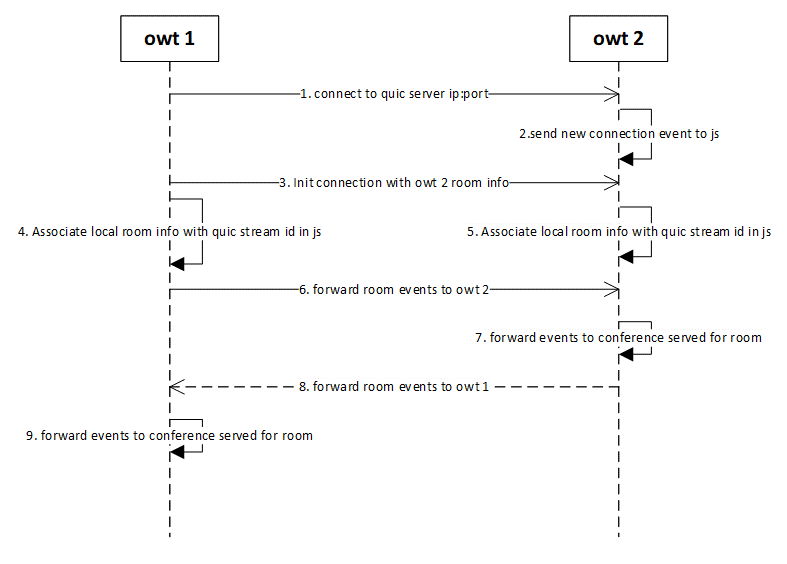 owt 1
owt 2
1. connect to quic server ip:port
2.send new connection event to js
3. Init connection with owt 2 room info
4. Associate local room info with quic stream id in js
5. Associate local room info with quic stream id in js
6. forward room events to owt 2
7. forward events to conference served for room
8. forward room events to owt 1
9. forward events to conference served for room